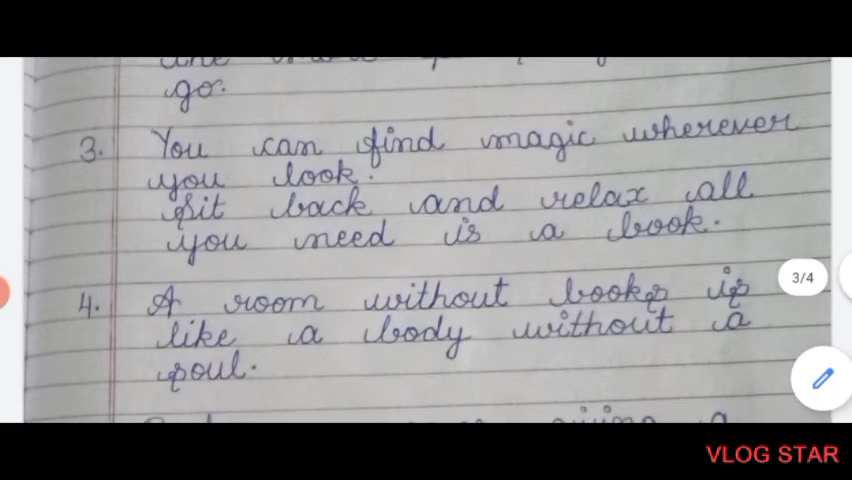 go.
3. You can find magic wherever
you look.
Sit back and relax all
you need is a book.
3/4
4. A room without books is
like a body without a
soul.
giving a
VLOG STAR